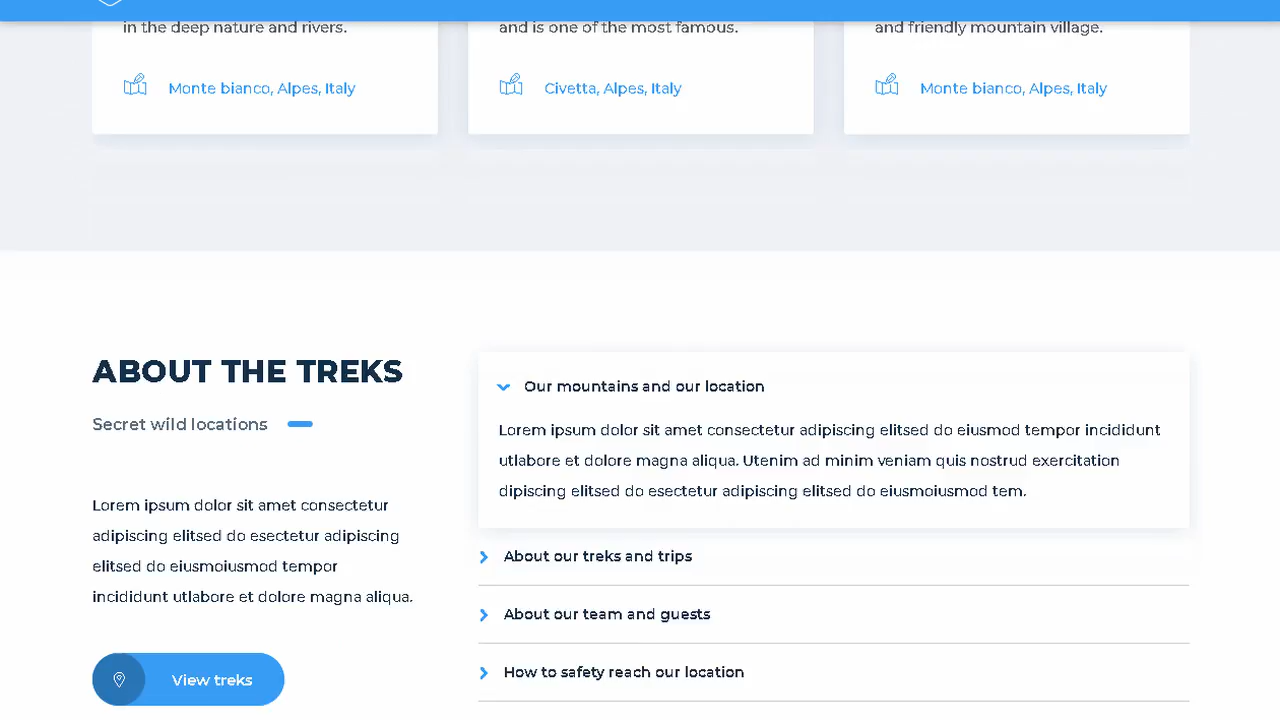 in the deep nature and rivers.
and is one of the most famous.
and friendly mountain village.
Monte bianco, Alpes, Italy
Civetta, Alpes, Italy
Monte bianco, Alpes, Italy
ABOUT THE TREKS
Secret wild locations
Lorem ipsum dolor sit amet consectetur
adipiscing elitsed do esectetur adipiscing
elitsed do eiusmoiusmod tempor
incididunt utlabore et dolore magna aliqua.
View treks
Our mountains and our location
Lorem ipsum dolor sit amet consectetur adipiscing elitsed do eiusmod tempor incididunt
utlabore et dolore magna aliqua. Utenim ad minim veniam quis nostrud exercitation
dipiscing elitsed do esectetur adipiscing elitsed do eiusmoiusmod tem.
About our treks and trips
About our team and guests
How to safety reach our location